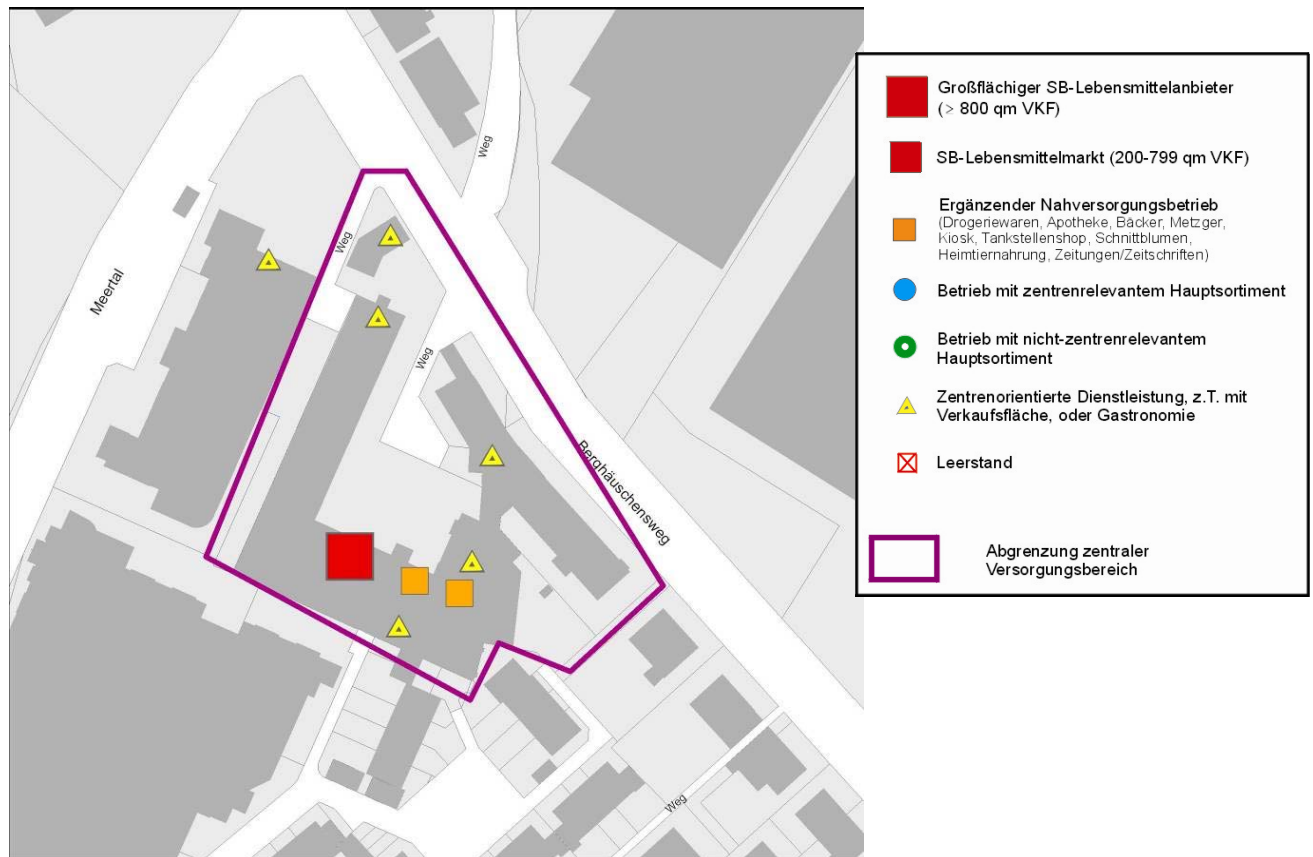 Weg
Weg
Meertal
Weg
Berghäuschensweg
Weg
Großflächiger SB-Lebensmittelanbieter
(> 800 qm VKF)
SB-Lebensmittelmarkt (200-799 qm VKF)
Ergänzender Nahversorgungsbetrieb
(Drogeriewaren, Apotheke, Bäcker, Metzger,
Kiosk, Tankstellenshop, Schnittblumen,
Heimtiernahrung, Zeitungen/Zeitschriften)
Betrieb mit zentrenrelevantem Hauptsortiment
Betrieb mit nicht-zentrenrelevantem
Hauptsortiment
Zentrenorientierte Dienstleistung, z.T. mit
Verkaufsfläche, oder Gastronomie
Leerstand
Abgrenzung zentraler
Versorgungsbereich